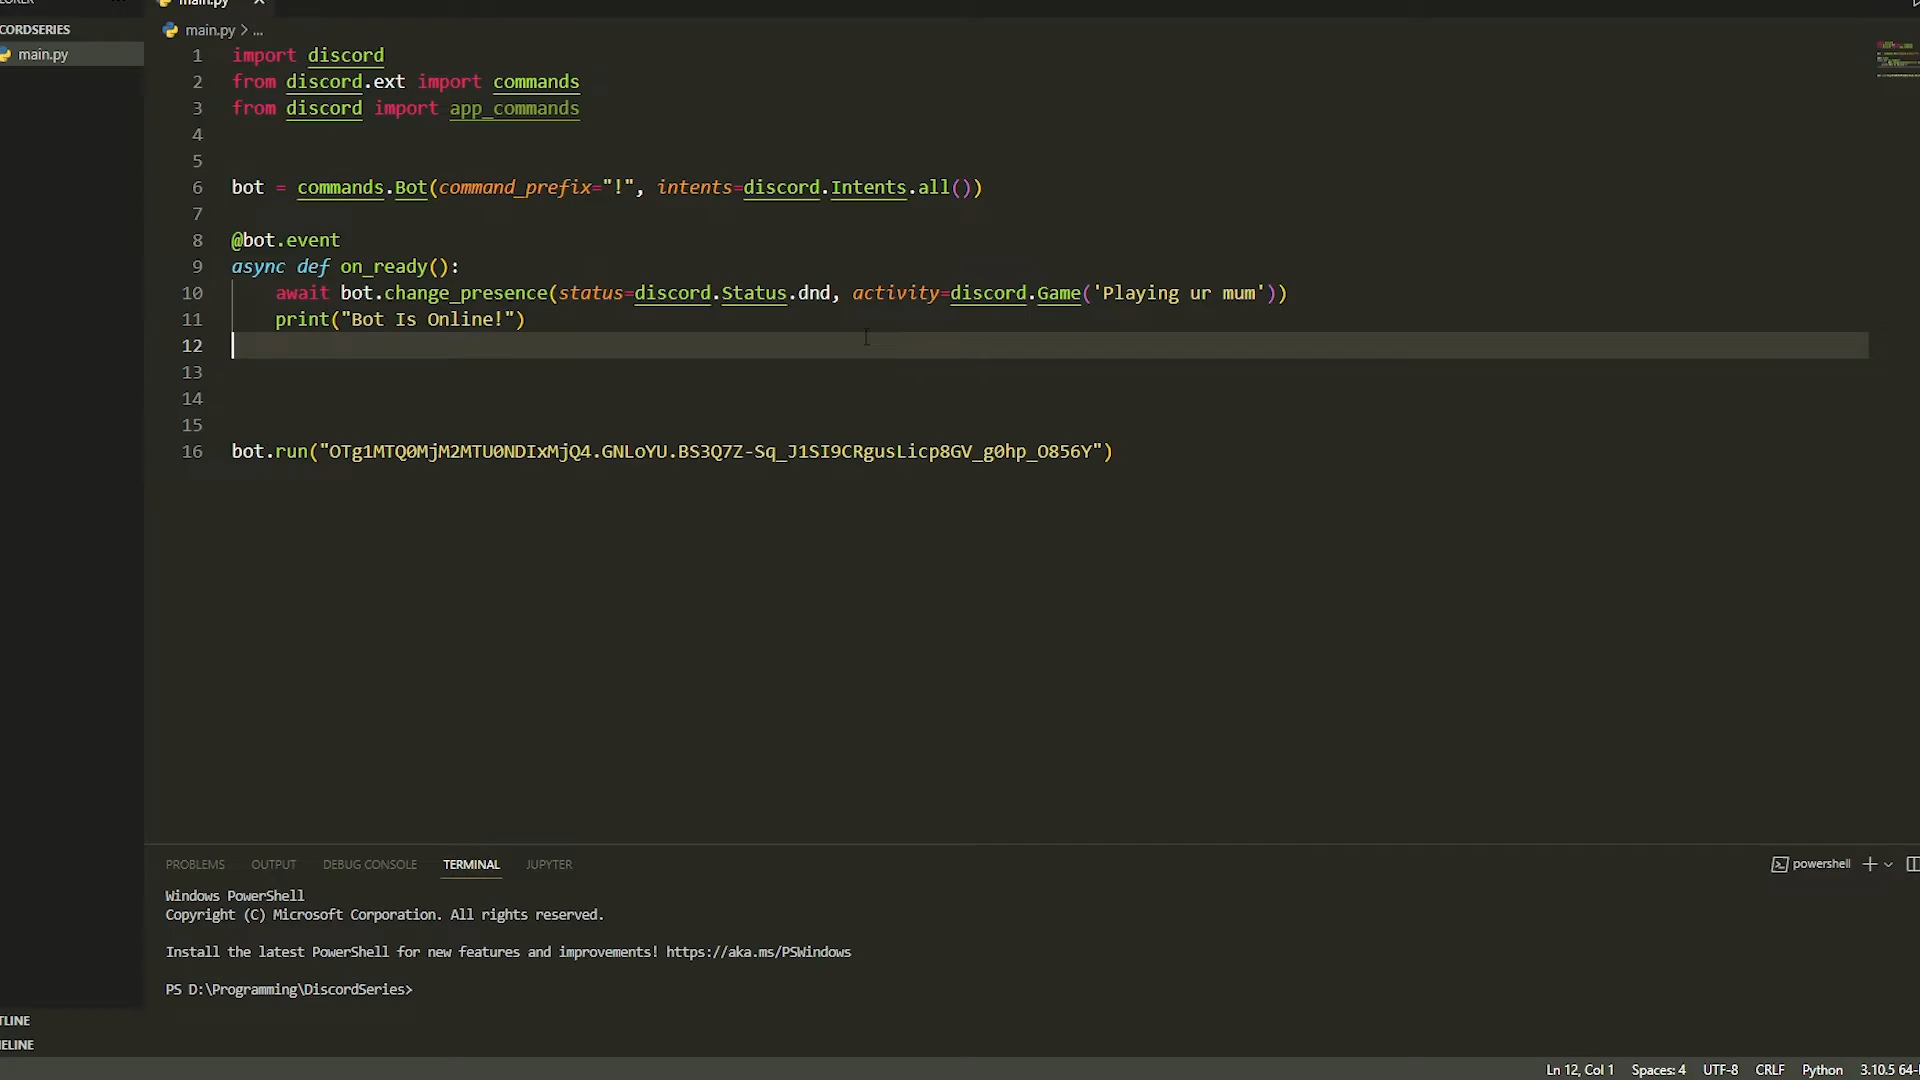 main.py
CORDSERIES
main.py
main.py > ...
1 import discord
2 from discord.ext import commands
3 from discord import app_commands
4
5
6 bot = commands.Bot(command_prefix="!", intents=discord.Intents.all())
7
8 @bot.event
9 async def on_ready():
10 await bot.change_presence(status=discord.Status.dnd, activity=discord.Game('Playing ur mum'))
11 print("Bot Is Online!")
12
13
14
15
16 bot.run("OTg1MTQ0MjM2MTU0NDIxMjQ4.GNLoYU.BS3Q7Z-Sq_J1SI9CRgusLicp8GV_g0hp_O856Y")
PROBLEMS OUTPUT DEBUG CONSOLE TERMINAL JUPYTER
powershell
Windows PowerShell
Copyright (C) Microsoft Corporation. All rights reserved.
Install the latest PowerShell for new features and improvements! https://aka.ms/PSWindows
PS D:\Programming\DiscordSeries>
TLINE
ELINE
Ln 12, Col 1 Spaces: 4 UTF-8 CRLF Python 3.10.5 64-